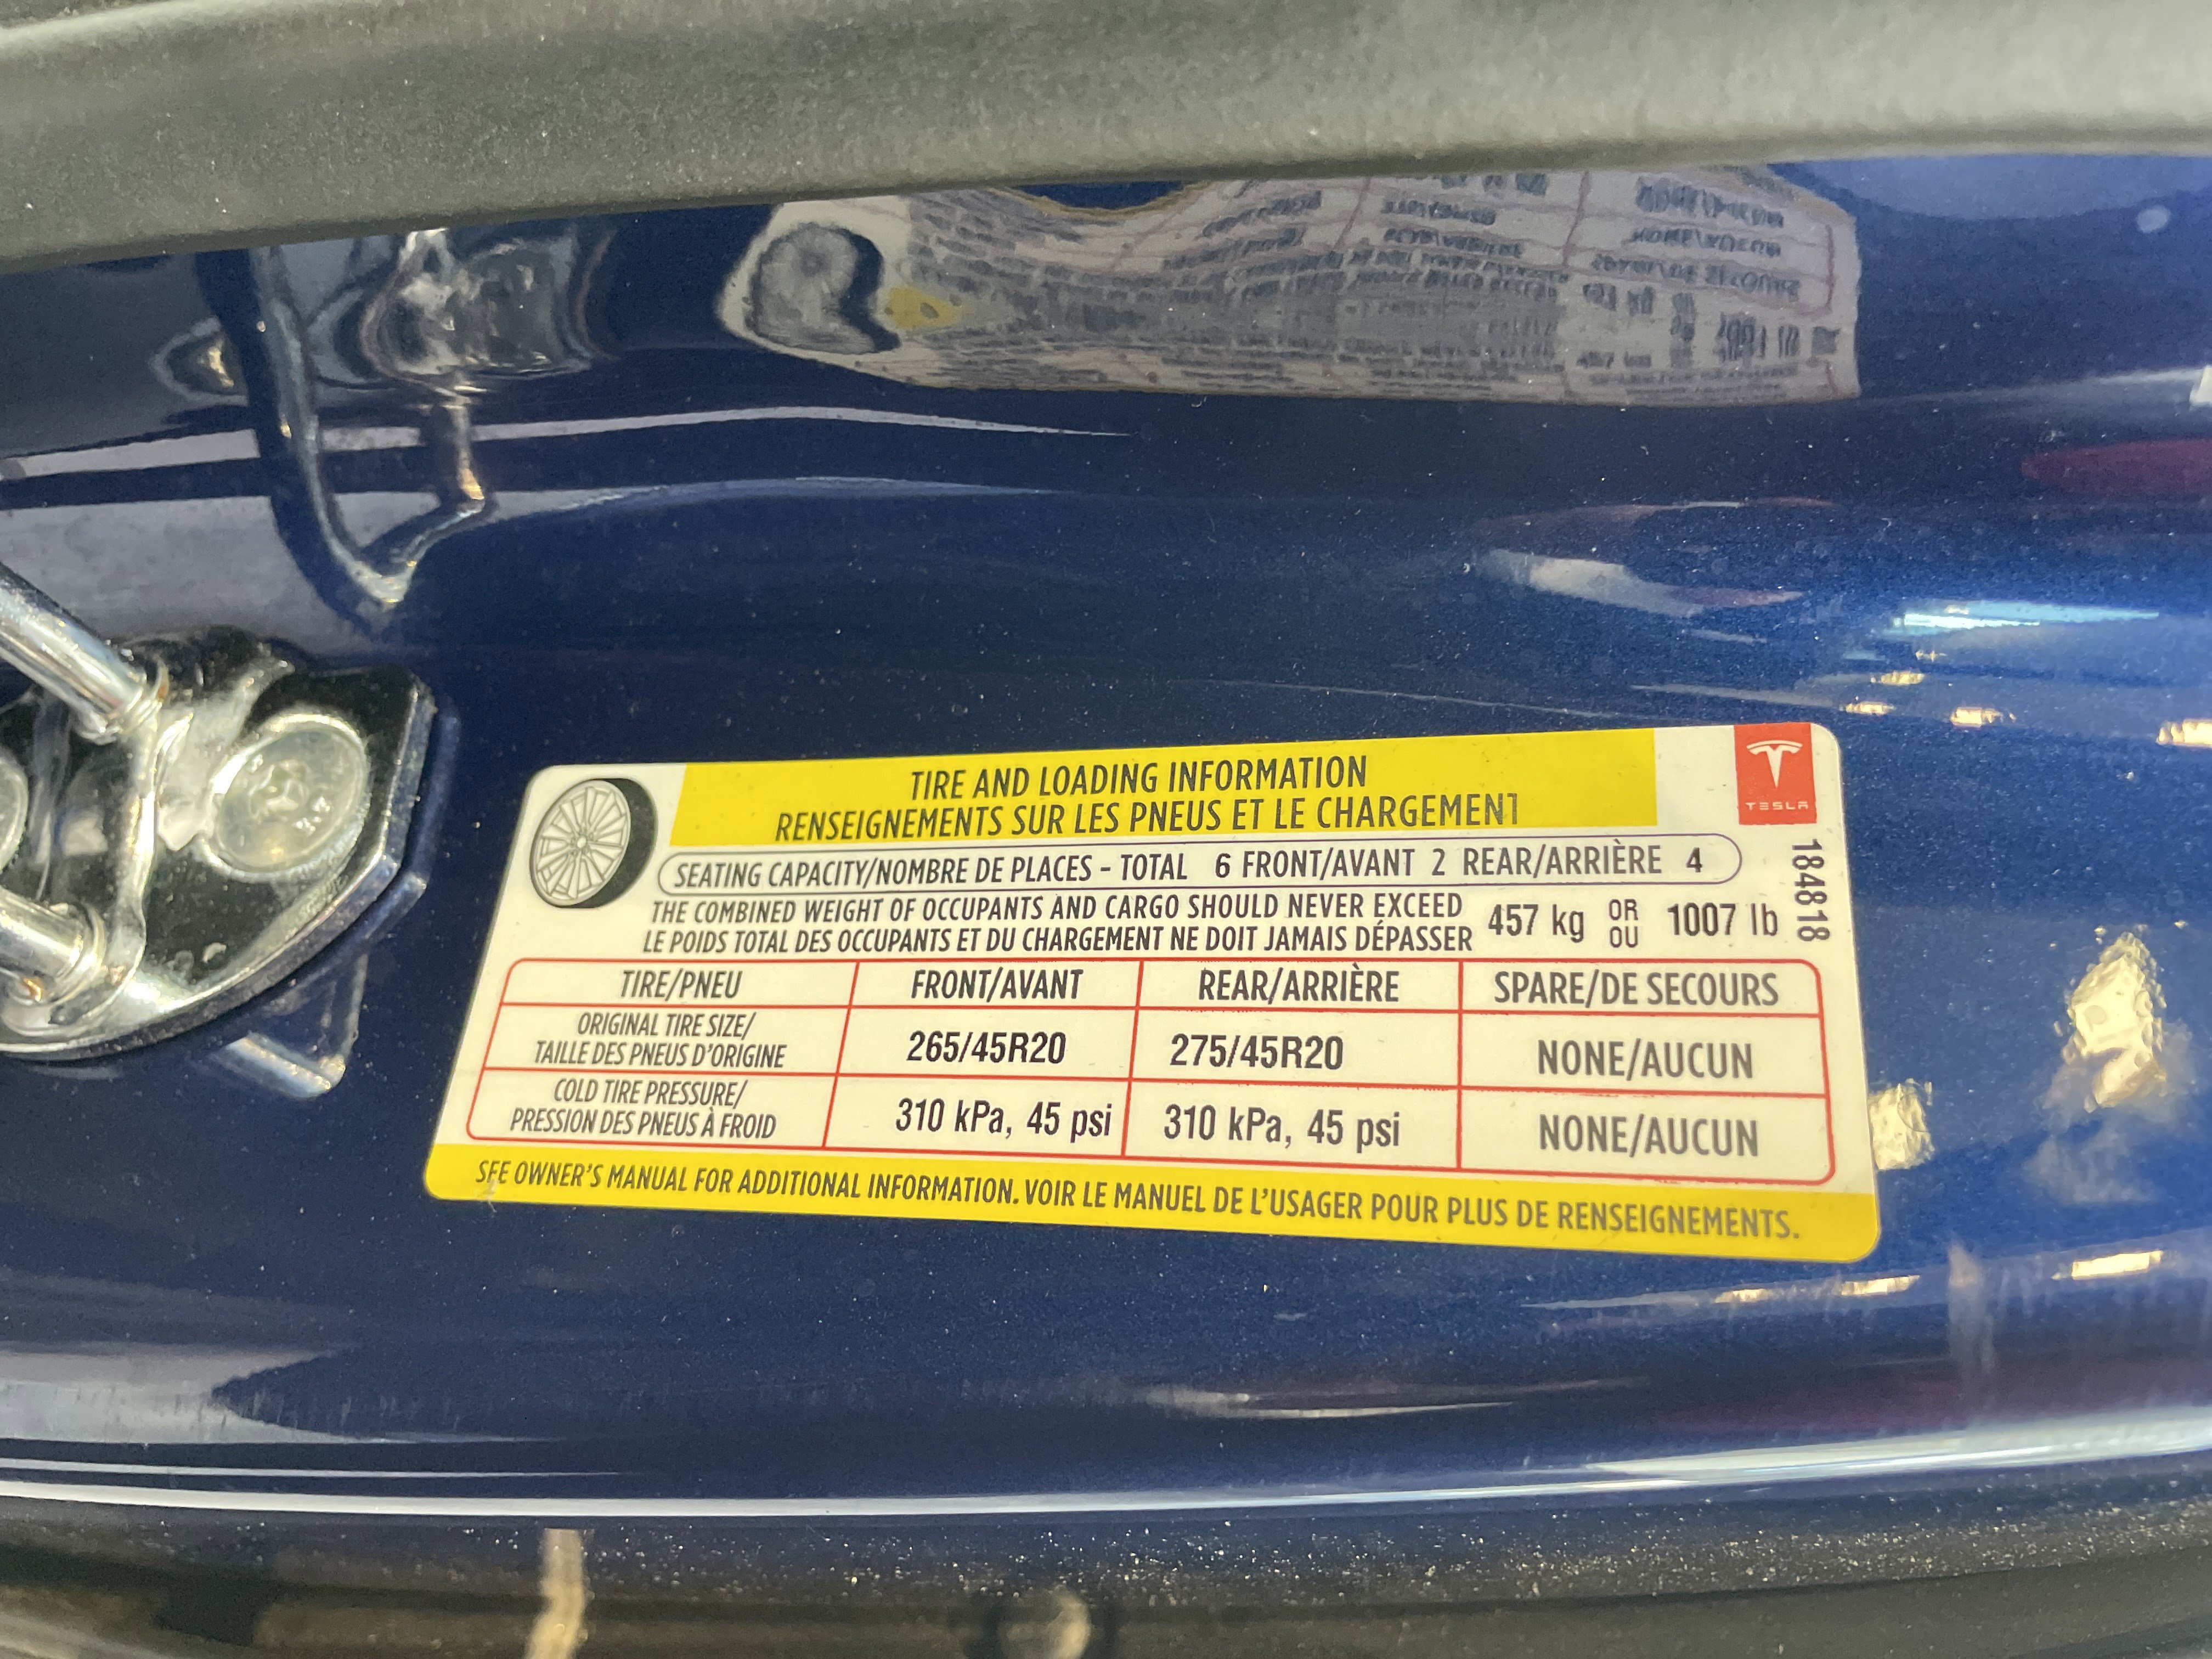 TIRE AND LOADING INFORMATION
RENSEIGNEMENTS SUR LES PNEUS ET LE CHARGEMENT
TESLA
SEATING CAPACITY/NOMBRE DE PLACES - TOTAL 6 FRONT/AVANT 2 REAR/ARRIÈRE 4
THE COMBINED WEIGHT OF OCCUPANTS AND CARGO SHOULD NEVER EXCEED
LE POIDS TOTAL DES OCCUPANTS ET DU CHARGEMENT NE DOIT JAMAIS DÉPASSER
457 kg OR OU 1007 lb
184818
TIRE/PNEU FRONT/AVANT REAR/ARRIÈRE SPARE/DE SECOURS
ORIGINAL TIRE SIZE/
TAILLE DES PNEUS D'ORIGINE
265/45R20 275/45R20 NONE/AUCUN
COLD TIRE PRESSURE/
PRESSION DES PNEUS À FROID
310 kPa, 45 psi 310 kPa, 45 psi NONE/AUCUN
SEE OWNER'S MANUAL FOR ADDITIONAL INFORMATION. VOIR LE MANUEL DE L'USAGER POUR PLUS DE RENSEIGNEMENTS.